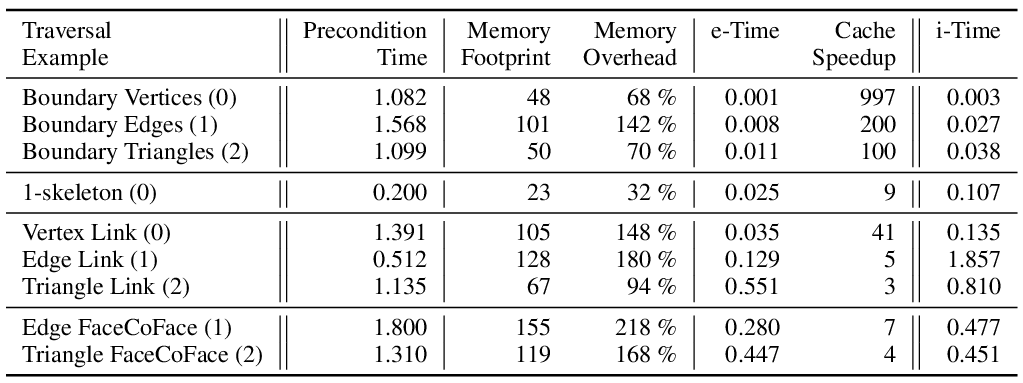 Traversal Precondition Memory Memory e-Time Cache i-Time
Example Time Footprint Overhead Speedup
Boundary Vertices (0) 1.082 48 68 % 0.001 997 0.003
Boundary Edges (1) 1.568 101 142 % 0.008 200 0.027
Boundary Triangles (2) 1.099 50 70 % 0.011 100 0.038
1-skeleton (0) 0.200 23 32 % 0.025 9 0.107
Vertex Link (0) 1.391 105 148 % 0.035 41 0.135
Edge Link (1) 0.512 128 180 % 0.129 5 1.857
Triangle Link (2) 1.135 67 94 % 0.551 3 0.810
Edge FaceCoFace (1) 1.800 155 218 % 0.280 7 0.477
Triangle FaceCoFace (2) 1.310 119 168 % 0.447 4 0.451